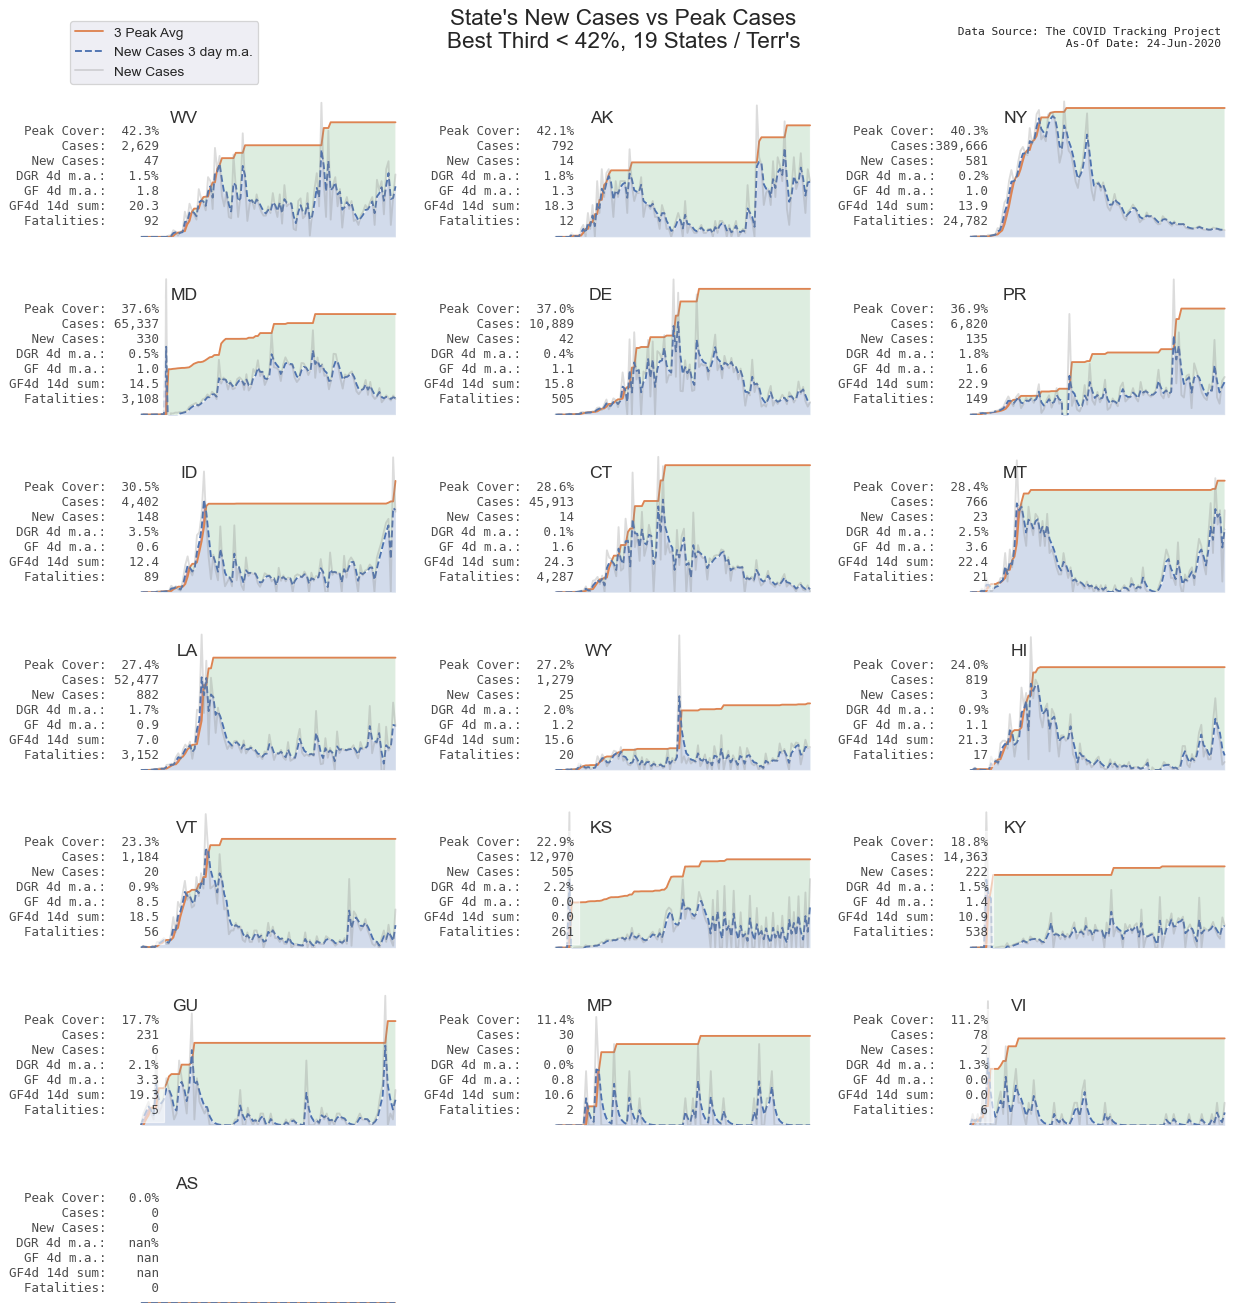 State's New Cases vs Peak Cases
Best Third < 42%, 19 States / Terr's
3 Peak Avg
New Cases 3 day m.a.
New Cases
Data Source: The COVID Tracking Project
As-Of Date: 24-Jun-2020
WV
Peak Cover: 42.3%
Cases: 2,629
New Cases: 47
DGR 4d m.a.: 1.5%
GF 4d m.a.: 1.8
GF4d 14d sum: 20.3
Fatalities: 92
AK
Peak Cover: 42.1%
Cases: 792
New Cases: 14
DGR 4d m.a.: 1.8%
GF 4d m.a.: 1.3
GF4d 14d sum: 18.3
Fatalities: 12
NY
Peak Cover: 40.3%
Cases:389,666
New Cases: 581
DGR 4d m.a.: 0.2%
GF 4d m.a.: 1.0
GF4d 14d sum: 13.9
Fatalities: 24,782
MD
Peak Cover: 37.6%
Cases: 65,337
New Cases: 330
DGR 4d m.a.: 0.5%
GF 4d m.a.: 1.0
GF4d 14d sum: 14.5
Fatalities: 3,108
DE
Peak Cover: 37.0%
Cases: 10,889
New Cases: 42
DGR 4d m.a.: 0.4%
GF 4d m.a.: 1.1
GF4d 14d sum: 15.8
Fatalities: 505
PR
Peak Cover: 36.9%
Cases: 6,820
New Cases: 135
DGR 4d m.a.: 1.8%
GF 4d m.a.: 1.6
GF4d 14d sum: 22.9
Fatalities: 149
ID
Peak Cover: 30.5%
Cases: 4,402
New Cases: 148
DGR 4d m.a.: 3.5%
GF 4d m.a.: 0.6
GF4d 14d sum: 12.4
Fatalities: 89
CT
Peak Cover: 28.6%
Cases: 45,913
New Cases: 14
DGR 4d m.a.: 0.1%
GF 4d m.a.: 1.6
GF4d 14d sum: 24.3
Fatalities: 4,287
MT
Peak Cover: 28.4%
Cases: 766
New Cases: 23
DGR 4d m.a.: 2.5%
GF 4d m.a.: 3.6
GF4d 14d sum: 22.4
Fatalities: 21
LA
Peak Cover: 27.4%
Cases: 52,477
New Cases: 882
DGR 4d m.a.: 1.7%
GF 4d m.a.: 0.9
GF4d 14d sum: 7.0
Fatalities: 3,152
WY
Peak Cover: 27.2%
Cases: 1,279
New Cases: 25
DGR 4d m.a.: 2.0%
GF 4d m.a.: 1.2
GF4d 14d sum: 15.6
Fatalities: 20
HI
Peak Cover: 24.0%
Cases: 819
New Cases: 3
DGR 4d m.a.: 0.9%
GF 4d m.a.: 1.1
GF4d 14d sum: 21.3
Fatalities: 17
VT
Peak Cover: 23.3%
Cases: 1,184
New Cases: 20
DGR 4d m.a.: 0.9%
GF 4d m.a.: 8.5
GF4d 14d sum: 18.5
Fatalities: 56
KS
Peak Cover: 22.9%
Cases: 12,970
New Cases: 505
DGR 4d m.a.: 2.2%
GF 4d m.a.: 0.0
GF4d 14d sum: 0.0
Fatalities: 261
KY
Peak Cover: 18.8%
Cases: 14,363
New Cases: 222
DGR 4d m.a.: 1.5%
GF 4d m.a.: 1.4
GF4d 14d sum: 10.9
Fatalities: 538
GU
Peak Cover: 17.7%
Cases: 231
New Cases: 6
DGR 4d m.a.: 2.1%
GF 4d m.a.: 3.3
GF4d 14d sum: 19.3
Fatalities: 5
MP
Peak Cover: 11.4%
Cases: 30
New Cases: 0
DGR 4d m.a.: 0.0%
GF 4d m.a.: 0.8
GF4d 14d sum: 10.6
Fatalities: 2
VI
Peak Cover: 11.2%
Cases: 78
New Cases: 2
DGR 4d m.a.: 1.3%
GF 4d m.a.: 0.0
GF4d 14d sum: 0.0
Fatalities: 6
AS
Peak Cover: 0.0%
Cases: 0
New Cases: 0
DGR 4d m.a.: nan%
GF 4d m.a.: nan
GF4d 14d sum: nan
Fatalities: 0